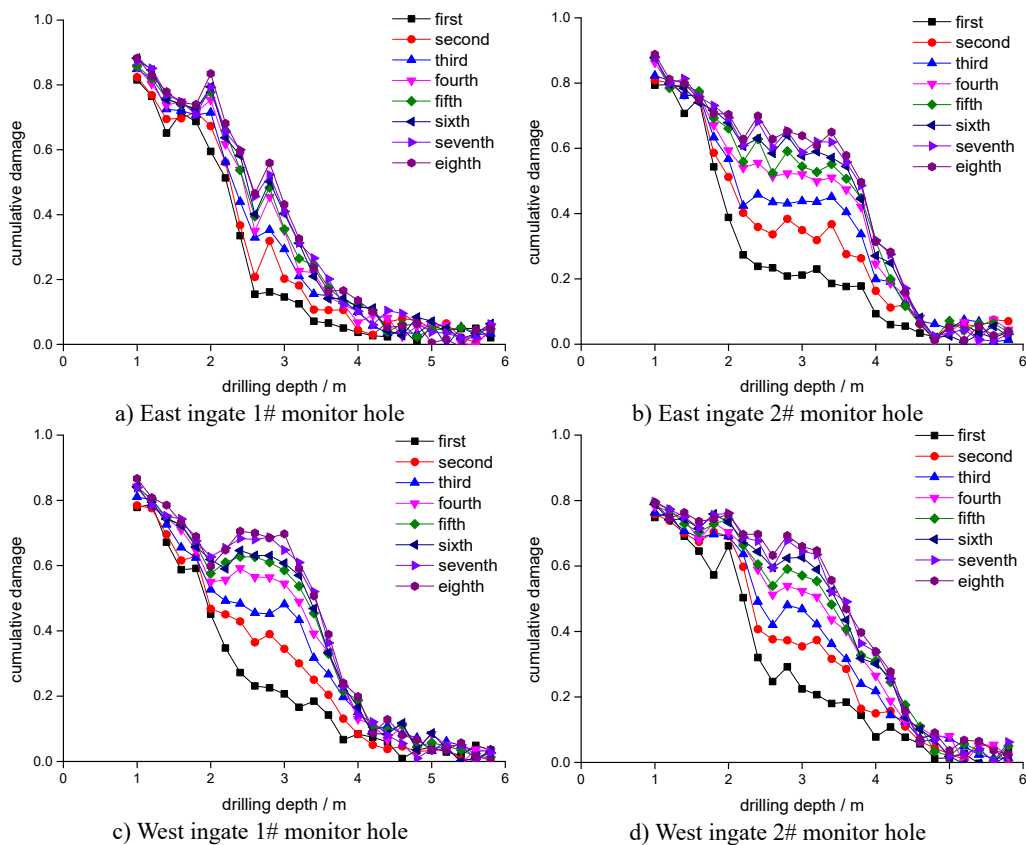 1.0
0.8
0.6
0.4
0.2
0.0
cumulative damage
0 1 2 3 4 5 6
drilling depth / m
first
second
third
fourth
fifth
sixth
seventh
eighth
a) East ingate 1# monitor hole
1.0
0.8
0.6
0.4
0.2
0.0
cumulative damage
0 1 2 3 4 5 6
drilling depth / m
first
second
third
fourth
fifth
sixth
seventh
eighth
b) East ingate 2# monitor hole
1.0
0.8
0.6
0.4
0.2
0.0
cumulative damage
0 1 2 3 4 5 6
drilling depth / m
first
second
third
fourth
fifth
sixth
seventh
eighth
c) West ingate 1# monitor hole
1.0
0.8
0.6
0.4
0.2
0.0
cumulative damage
0 1 2 3 4 5 6
drilling depth / m
first
second
third
fourth
fifth
sixth
seventh
eighth
d) West ingate 2# monitor hole